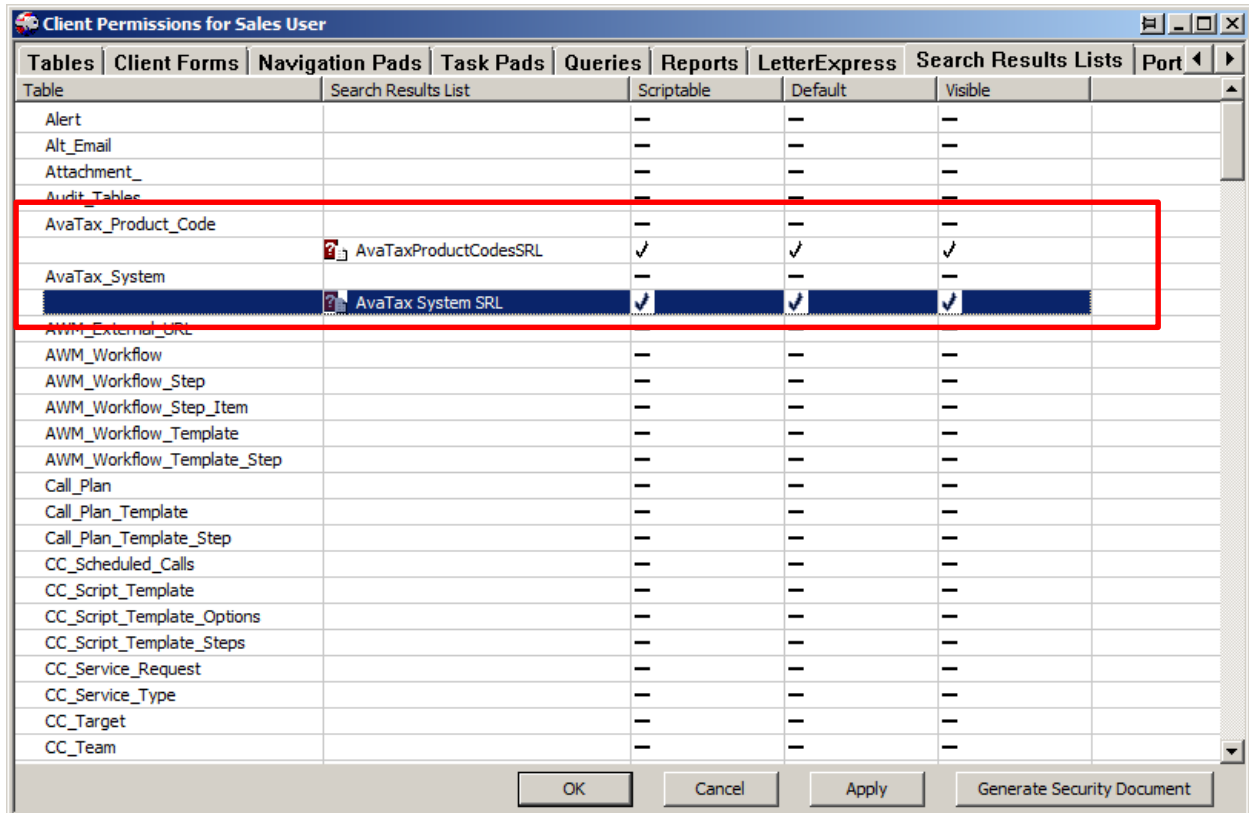 Client Permissions for Sales User
Tables Client Forms Navigation Pads Task Pads Queries Reports LetterExpress Search Results Lists Port
Table Search Results List Scriptable Default Visible
Alert
Alt_Email
Attachment_
Audit_Tables
AvaTax_Product_Code
AvaTaxProductCodesSRL
AvaTax_System
AvaTax System SRL
AWM_External_URL
AWM_Workflow
AWM_Workflow_Step
AWM_Workflow_Step_Item
AWM_Workflow_Template
AWM_Workflow_Template_Step
Call_Plan
Call_Plan_Template
Call_Plan_Template_Step
CC_Scheduled_Calls
CC_Script_Template
CC_Script_Template_Options
CC_Script_Template_Steps
CC_Service_Request
CC_Service_Type
CC_Target
CC_Team
OK Cancel Apply Generate Security Document